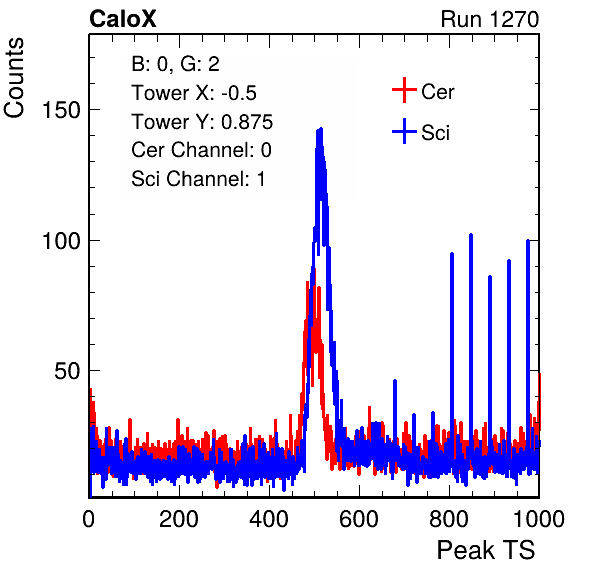 CaloX Run 1270
Counts
B: 0, G: 2
Tower X: -0.5
Tower Y: 0.875
Cer Channel: 0
Sci Channel: 1
Cer
Sci
150
100
50
0 200 400 600 800 1000
Peak TS